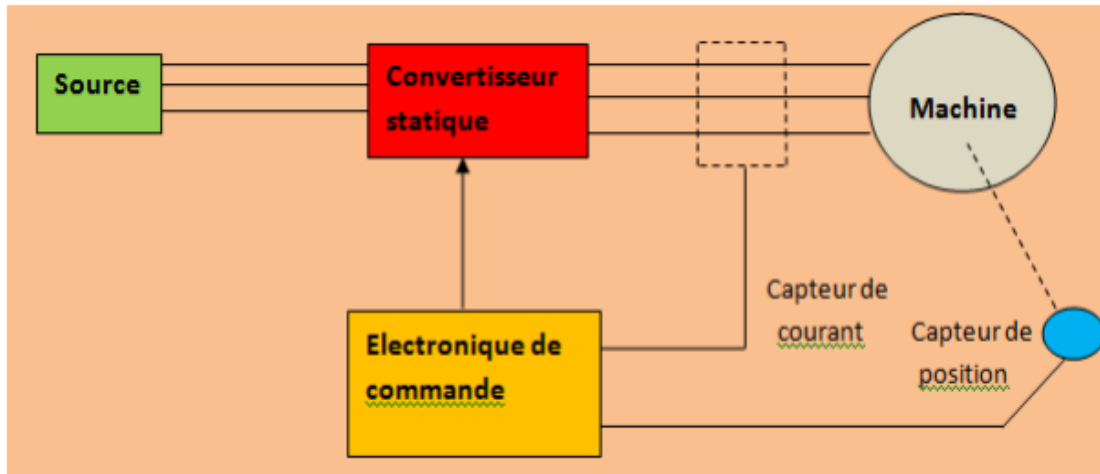 Source
Convertisseur
statique
Machine
Capteur de
courant
Capteur de
position
Electronique de
commande